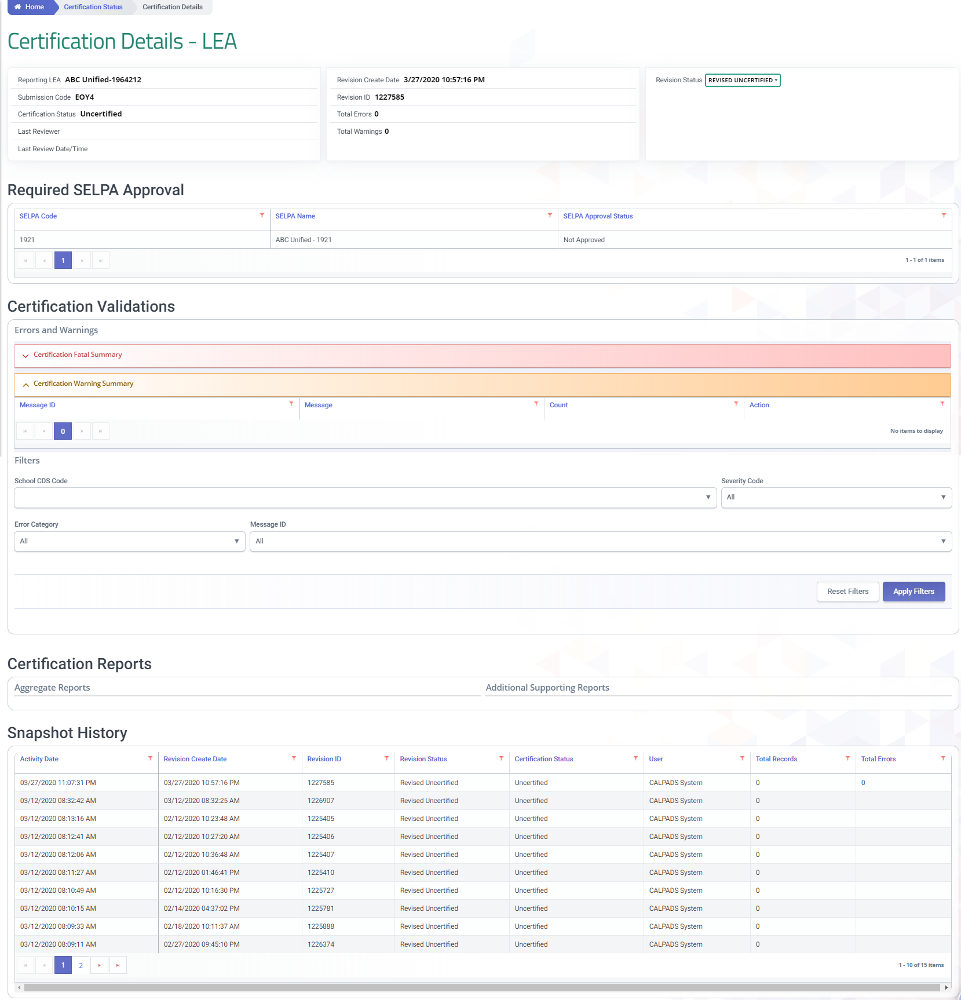 Home Certification Status Certification Details
Certification Details - LEA
Reporting LEA ABC Unified-1964212
Submission Code EOY4
Certification Status Uncertified
Last Reviewer
Last Review Date/Time
Revision Create Date 3/27/2020 10:57:16 PM
Revision ID 1227585
Total Errors 0
Total Warnings 0
Revision Status REVISED UNCERTIFIED
Required SELPA Approval
SELPA Code SELPA Name SELPA Approval Status
1921 ABC Unified - 1921 Not Approved
1 1 - 1 of 1 items
Certification Validations
Errors and Warnings
Certification Fatal Summary
Certification Warning Summary
Message ID Message Count Action
0 No items to display
Filters
School CDS Code Severity Code
All
Error Category Message ID
All All
Reset Filters Apply Filters
Certification Reports
Aggregate Reports Additional Supporting Reports
Snapshot History
Activity Date Revision Create Date Revision ID Revision Status Certification Status User Total Records Total Errors
03/27/2020 11:07:31 PM 03/27/2020 10:57:16 PM 1227585 Revised Uncertified Uncertified CALPADS System 0 0
03/12/2020 08:32:42 AM 03/12/2020 08:32:25 AM 1226907 Revised Uncertified Uncertified CALPADS System 0
03/12/2020 08:13:16 AM 02/12/2020 10:23:48 AM 1225405 Revised Uncertified Uncertified CALPADS System 0
03/12/2020 08:12:41 AM 02/12/2020 10:27:20 AM 1225406 Revised Uncertified Uncertified CALPADS System 0
03/12/2020 08:12:06 AM 02/12/2020 10:36:48 AM 1225407 Revised Uncertified Uncertified CALPADS System 0
03/12/2020 08:11:27 AM 02/12/2020 01:46:41 PM 1225410 Revised Uncertified Uncertified CALPADS System 0
03/12/2020 08:10:49 AM 02/12/2020 10:16:30 PM 1225727 Revised Uncertified Uncertified CALPADS System 0
03/12/2020 08:10:15 AM 02/14/2020 04:37:02 PM 1225781 Revised Uncertified Uncertified CALPADS System 0
03/12/2020 08:09:33 AM 02/18/2020 10:11:37 AM 1225888 Revised Uncertified Uncertified CALPADS System 0
03/12/2020 08:09:11 AM 02/27/2020 09:45:10 PM 1226374 Revised Uncertified Uncertified CALPADS System 0
1 2 1 - 10 of 15 items